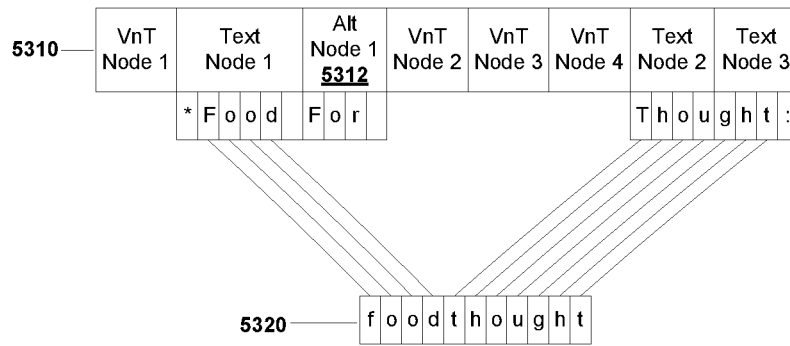 5310 VnT Node 1 Text Node 1 Alt Node 1 5312 VnT Node 2 VnT Node 3 VnT Node 4 Text Node 2 Text Node 3
* F o o d F o r T h o u g h t :
5320 f o o d t h o u g h t